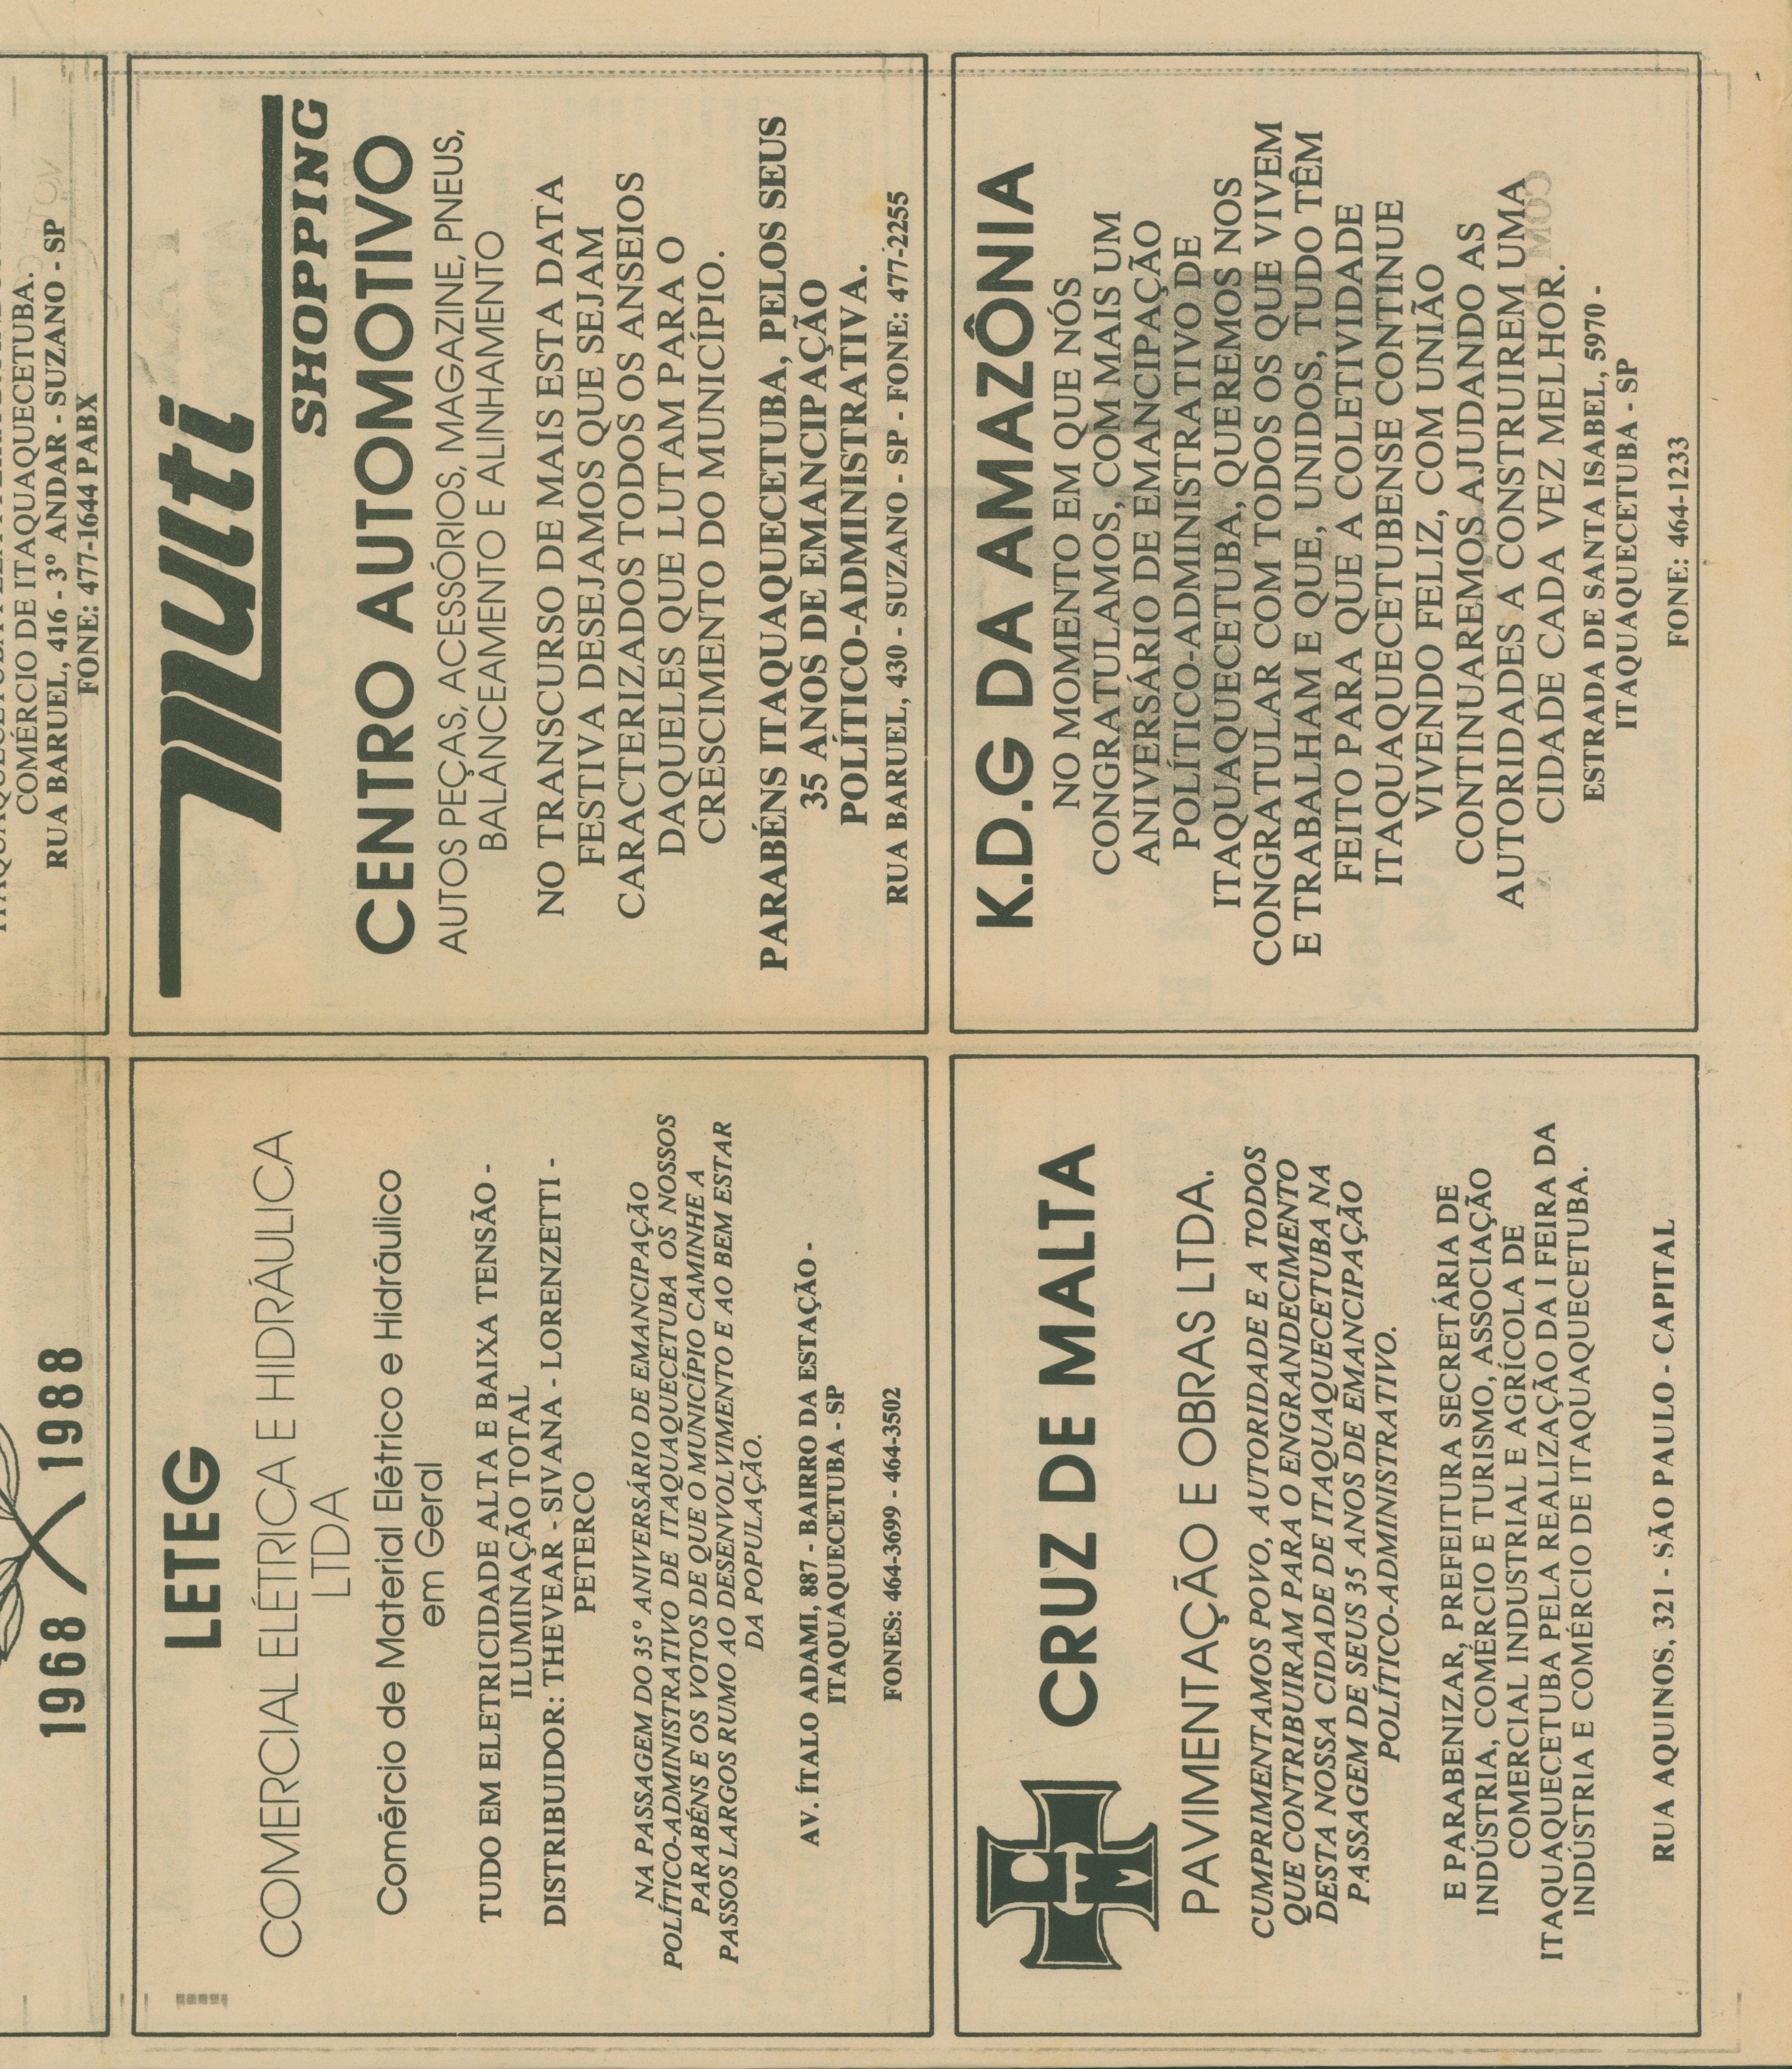 1968 1988
COMÉRCIO DE ITAQUAQUECETUBA.
RUA BARUEL, 416 - 3º ANDAR - SUZANO - SP
FONE: 477-1644 PABX
LETEG
COMERCIAL ELÉTRICA E HIDRÁULICA
LTDA
Comércio de Material Elétrico e Hidráulico
em Geral
TUDO EM ELETRICIDADE ALTA E BAIXA TENSÃO -
ILUMINAÇÃO TOTAL
DISTRIBUIDOR: THEVEAR - SIVANA - LORENZETTI -
PETERCO
NA PASSAGEM DO 35º ANIVERSÁRIO DE EMANCIPAÇÃO
POLÍTICO-ADMINISTRATIVO DE ITAQUAQUECETUBA OS NOSSOS
PARABÉNS E OS VOTOS DE QUE O MUNICÍPIO CAMINHE A
PASSOS LARGOS RUMO AO DESENVOLVIMENTO E AO BEM ESTAR
DA POPULAÇÃO.
AV. ÍTALO ADAMI, 887 - BAIRRO DA ESTAÇÃO -
ITAQUAQUECETUBA - SP
FONES: 464-3699 - 464-3502
Multi
SHOPPING
CENTRO AUTOMOTIVO
AUTOS PEÇAS, ACESSÓRIOS, MAGAZINE, PNEUS,
BALANCEAMENTO E ALINHAMENTO
NO TRANSCURSO DE MAIS ESTA DATA
FESTIVA DESEJAMOS QUE SEJAM
CARACTERIZADOS TODOS OS ANSEIOS
DAQUELES QUE LUTAM PARA O
CRESCIMENTO DO MUNICÍPIO.
PARABÉNS ITAQUAQUECETUBA, PELOS SEUS
35 ANOS DE EMANCIPAÇÃO
POLÍTICO-ADMINISTRATIVA.
RUA BARUEL, 430 - SUZANO - SP - FONE: 477-2255
CM
CRUZ DE MALTA
PAVIMENTAÇÃO E OBRAS LTDA.
CUMPRIMENTAMOS POVO, AUTORIDADE E A TODOS
QUE CONTRIBUIRAM PARA O ENGRANDECIMENTO
DESTA NOSSA CIDADE DE ITAQUAQUECETUBA NA
PASSAGEM DE SEUS 35 ANOS DE EMANCIPAÇÃO
POLÍTICO-ADMINISTRATIVO.
E PARABENIZAR, PREFEITURA SECRETÁRIA DE
INDÚSTRIA, COMÉRCIO E TURISMO, ASSOCIAÇÃO
COMERCIAL INDUSTRIAL E AGRÍCOLA DE
ITAQUAQUECETUBA PELA REALIZAÇÃO DA I FEIRA DA
INDÚSTRIA E COMÉRCIO DE ITAQUAQUECETUBA.
RUA AQUINOS, 321 - SÃO PAULO - CAPITAL
K.D.G DA AMAZÔNIA
NO MOMENTO EM QUE NÓS
CONGRATULAMOS, COM MAIS UM
ANIVERSÁRIO DE EMANCIPAÇÃO
POLÍTICO-ADMINISTRATIVO DE
ITAQUAQUECETUBA, QUEREMOS NOS
CONGRATULAR COM TODOS OS QUE VIVEM
E TRABALHAM E QUE, UNIDOS, TUDO TÊM
FEITO PARA QUE A COLETIVIDADE
ITAQUAQUECETUBENSE CONTINUE
VIVENDO FELIZ, COM UNIÃO
CONTINUAREMOS AJUDANDO AS
AUTORIDADES A CONSTRUIREM UMA
CIDADE CADA VEZ MELHOR.
ESTRADA DE SANTA ISABEL, 5970 -
ITAQUAQUECETUBA - SP
FONE: 464-1233